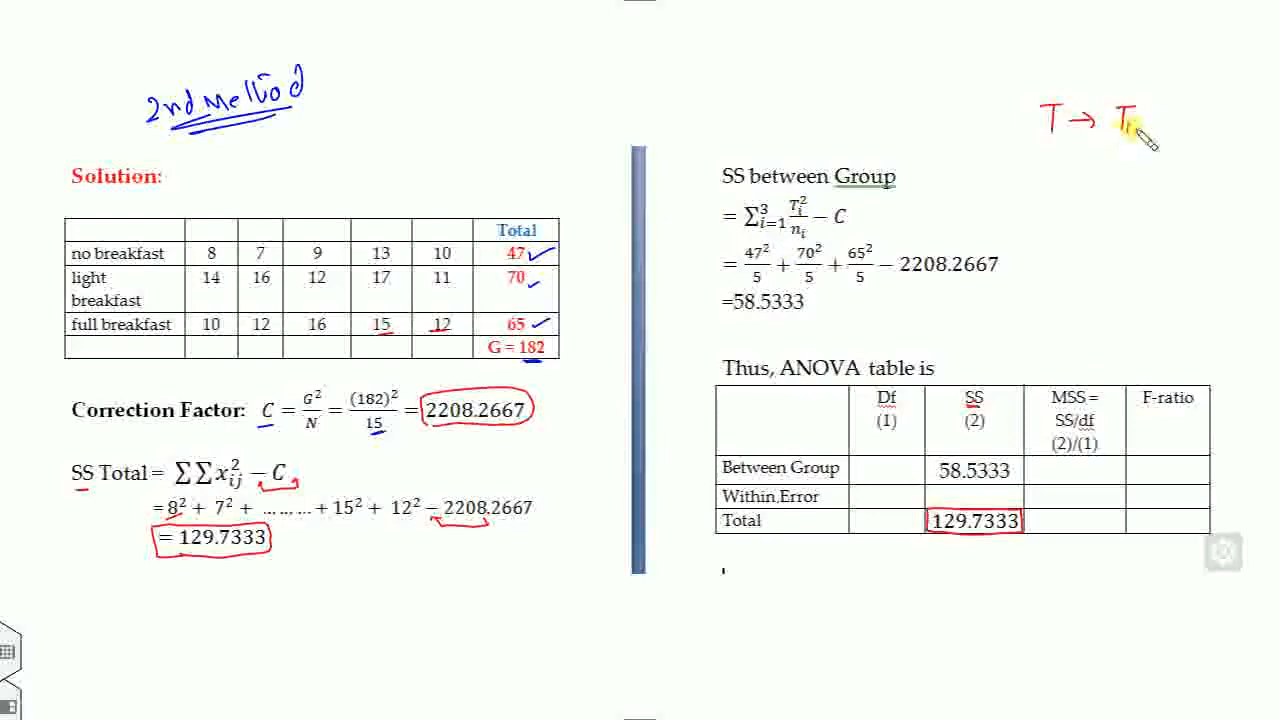 2nd Method
Solution:
Total
no breakfast 8 7 9 13 10 47
light breakfast 14 16 12 17 11 70
full breakfast 10 12 16 15 12 65
G = 182
Correction Factor: C = G²/N = (182)²/15 = 2208.2667
SS Total = ∑∑x²ᵢⱼ − C
= 8² + 7² + ……… + 15² + 12² − 2208.2667
= 129.7333
T → T₁
SS between Group
= ∑³ᵢ₌₁ Tᵢ²/nᵢ − C
= 47²/5 + 70²/5 + 65²/5 − 2208.2667
=58.5333
Thus, ANOVA table is
Df (1) SS (2) MSS = SS/df (2)/(1) F-ratio
Between Group 58.5333
Within,Error
Total 129.7333